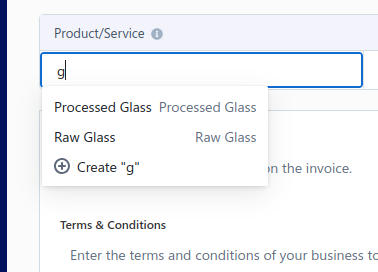 Product/Service
g
Processed Glass Processed Glass
Raw Glass Raw Glass
Create "g"
on the invoice.
Terms & Conditions
Enter the terms and conditions of your business to